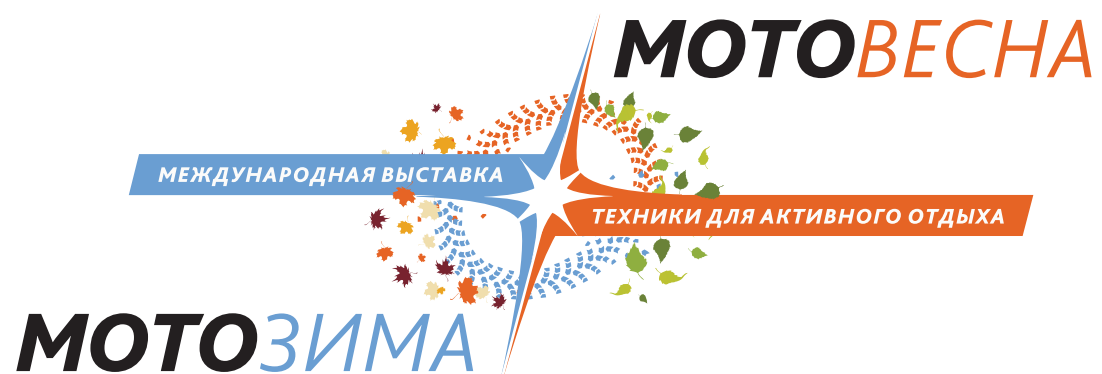 МОТОВЕСНА
МЕЖДУНАРОДНАЯ ВЫСТАВКА
ТЕХНИКИ ДЛЯ АКТИВНОГО ОТДЫХА
МОТОЗИМА